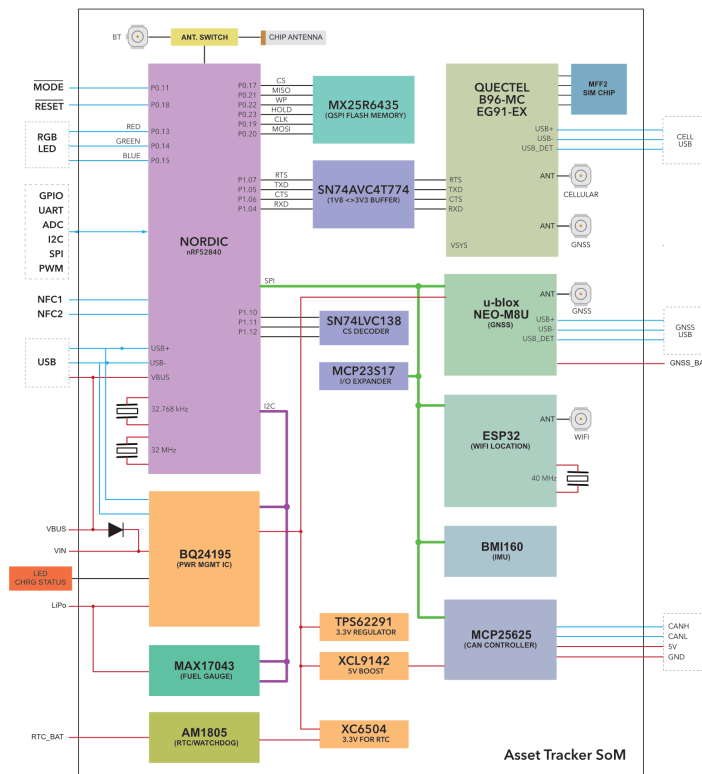 BT
ANT. SWITCH
CHIP ANTENNA
MODE
RESET
RGB
LED
RED
GREEN
BLUE
GPIO
UART
ADC
I2C
SPI
PWM
NFC1
NFC2
USB
USB+
USB-
VBUS
32.768 kHz
32 MHz
P0.11
P0.18
P0.13
P0.14
P0.15
NORDIC
nRF52840
P0.17
P0.21
P0.22
P0.23
P0.19
P0.20
CS
MISO
WP
HOLD
CLK
MOSI
MX25R6435
(QSPI FLASH MEMORY)
P1.07
P1.05
P1.06
P1.04
RTS
TXD
CTS
RXD
SN74AVC4T774
(1V8 <>3V3 BUFFER)
QUECTEL
B96-MC
EG91-EX
RTS
TXD
CTS
RXD
VSYS
MFF2
SIM CHIP
USB+
USB-
USB_DET
CELL
USB
ANT
CELLULAR
ANT
GNSS
SPI
P1.10
P1.11
P1.12
SN74LVC138
CS DECODER
MCP23S17
I/O EXPANDER
I2C
u-blox
NEO-M8U
(GNSS)
ANT
GNSS
USB+
USB-
USB_DET
GNSS
USB
GNSS_BA
ESP32
(WIFI LOCATION)
ANT
WIFI
40 MHz
BMI160
(IMU)
MCP25625
(CAN CONTROLLER)
CANH
CANL
5V
GND
VBUS
VIN
LED
CHRG STATUS
LiPo
BQ24195
(PWR MGMT IC)
MAX17043
(FUEL GAUGE)
RTC_BAT
AM1805
(RTC/WATCHDOG)
TPS62291
3.3V REGULATOR
XCL9142
5V BOOST
XC6504
3.3V FOR RTC
Asset Tracker SoM